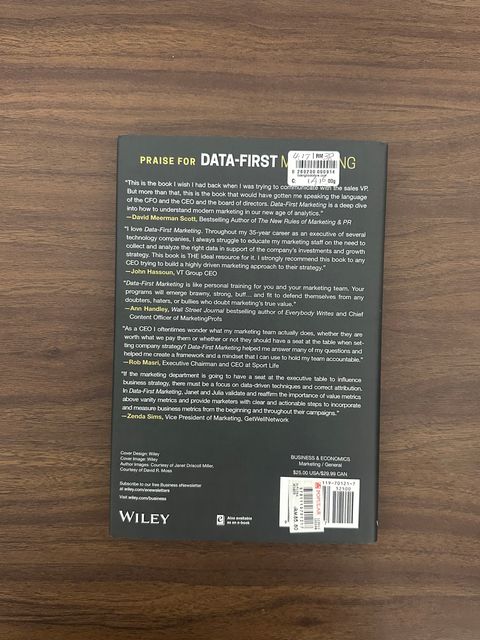 PRAISE FOR DATA-FIRST M
"This is the book I wish I had back when I was trying to communicate with the sales VP.
But more than that, this is the book that would have gotten me speaking the language
of the CFO and the CEO and the board of directors. Data-First Marketing is a deep dive
into how to understand modern marketing in our new age of analytics."
—David Meerman Scott, Bestselling Author of The New Rules of Marketing & PR
"I love Data-First Marketing. Throughout my 35-year career as an executive of several
technology companies, I always struggle to educate my marketing staff on the need to
collect and analyze the right data in support of the company's investments and growth
strategy. This book is THE ideal resource for it. I strongly recommend this book to any
CEO trying to build a highly driven marketing approach to their strategy."
—John Hassoun, VT Group CEO
"Data-First Marketing is like personal training for you and your marketing team. Your
programs will emerge brawny, strong, buff... and fit to defend themselves from any
doubters, haters, or bullies who doubt marketing's true value."
—Ann Handley, Wall Street Journal bestselling author of Everybody Writes and Chief
Content Officer of MarketingProfs
"As a CEO I oftentimes wonder what my marketing team actually does, whether they are
worth what we pay them or whether or not they should have a seat at the table when set-
ting company strategy? Data-First Marketing helped me answer many of my questions and
helped me create a framework and a mindset that I can use to hold my team accountable."
—Rob Masri, Executive Chairman and CEO at Sport Life
"If the marketing department is going to have a seat at the executive table to influence
business strategy, there must be a focus on data-driven techniques and correct attribution.
In Data-First Marketing, Janet and Julia validate and reaffirm the importance of value metrics
above vanity metrics and provide marketers with clear and actionable steps to incorporate
and measure business metrics from the beginning and throughout their campaigns."
—Zenda Sims, Vice President of Marketing, GetWellNetwork
Cover Design: Wiley
Cover Image: Wiley
Author Images: Courtesy of Janet Driscoll Miller,
Courtesy of David R. Moss
Subscribe to our free Business eNewsletter
at wiley.com/enewsletters
Visit wiley.com/business
WILEY
Also available
as an e-book
BUSINESS & ECONOMICS
Marketing / General
$25.00 USA/$29.99 CAN
119-70121-7
52500